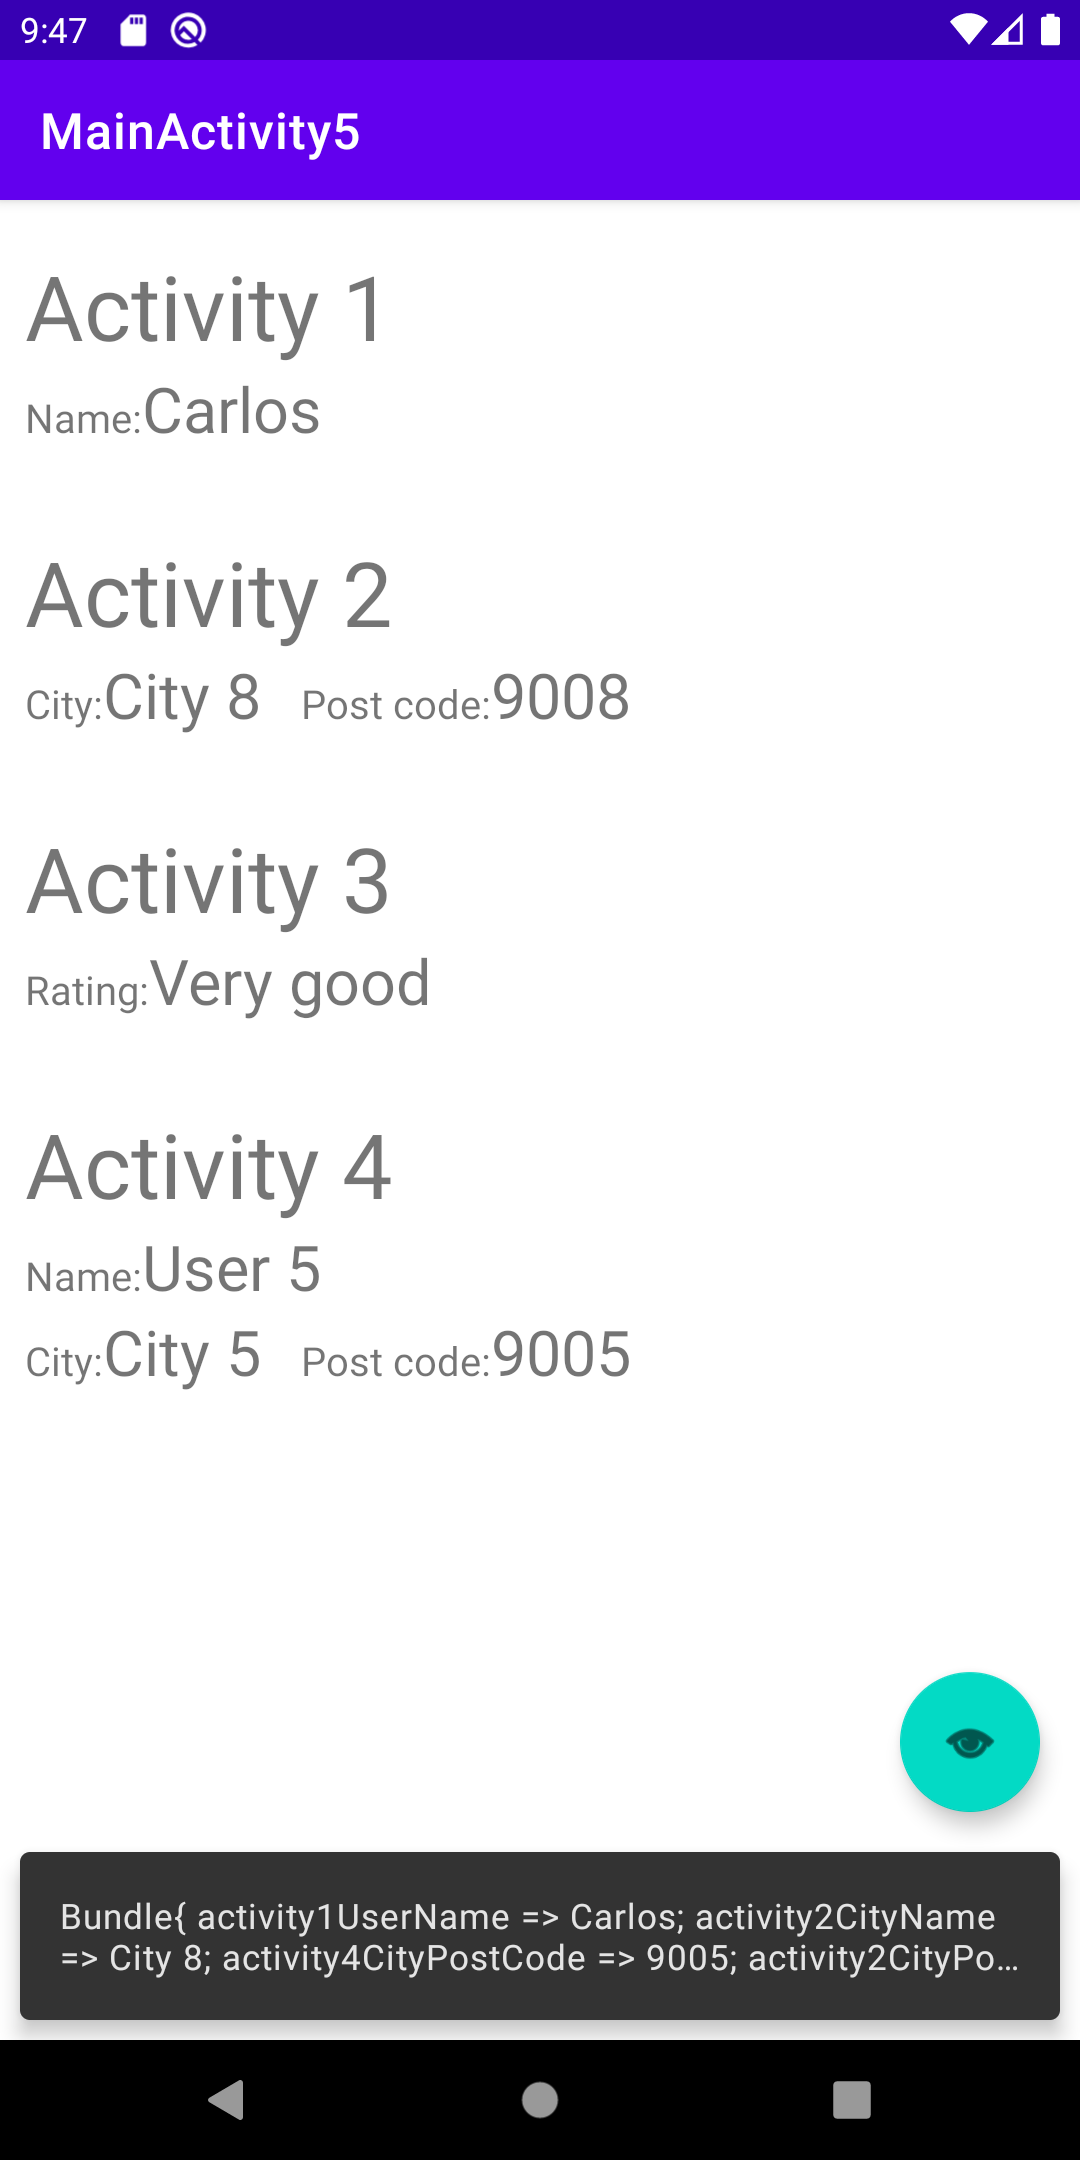 9:47
MainActivity5
Activity 1
Name:Carlos
Activity 2
City:City 8 Post code:9008
Activity 3
Rating:Very good
Activity 4
Name:User 5
City:City 5 Post code:9005
Bundle{ activity1UserName => Carlos; activity2CityName
=> City 8; activity4CityPostCode => 9005; activity2CityPo…